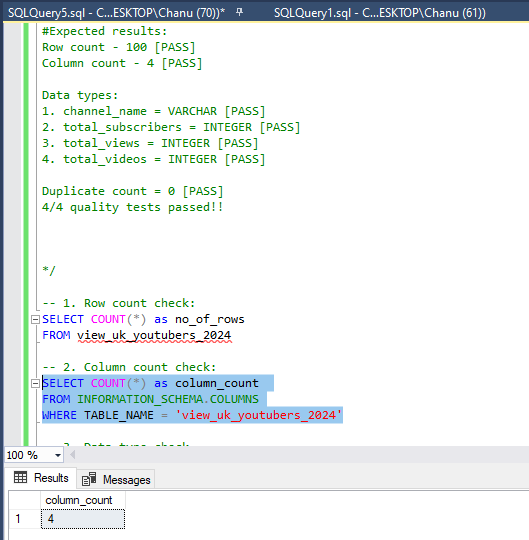 SQLQuery5.sql - C...ESKTOP\Chanu (70))* SQLQuery1.sql - C...ESKTOP\Chanu (61))
#Expected results:
Row count - 100 [PASS]
Column count - 4 [PASS]
Data types:
1. channel_name = VARCHAR [PASS]
2. total_subscribers = INTEGER [PASS]
3. total_views = INTEGER [PASS]
4. total_videos = INTEGER [PASS]
Duplicate count = 0 [PASS]
4/4 quality tests passed!!
*/
-- 1. Row count check:
SELECT COUNT(*) as no_of_rows
FROM view_uk_youtubers_2024
-- 2. Column count check:
SELECT COUNT(*) as column_count
FROM INFORMATION_SCHEMA.COLUMNS
WHERE TABLE_NAME = 'view_uk_youtubers_2024'
100 %
Results Messages
column_count
1 4